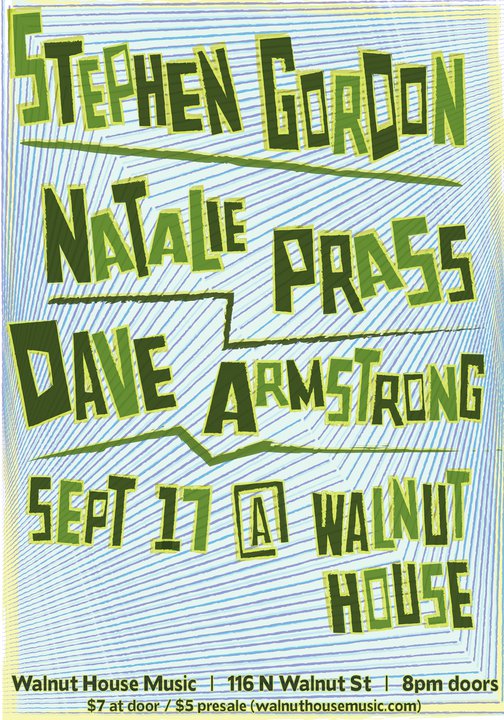 STEPHEN GORDON
NATALIE PRASS
DAVE ARMSTRONG
SEPT 17 @ WALNUT
HOUSE
Walnut House Music | 116 N Walnut St | 8pm doors
$7 at door / $5 presale (walnuthousemusic.com)